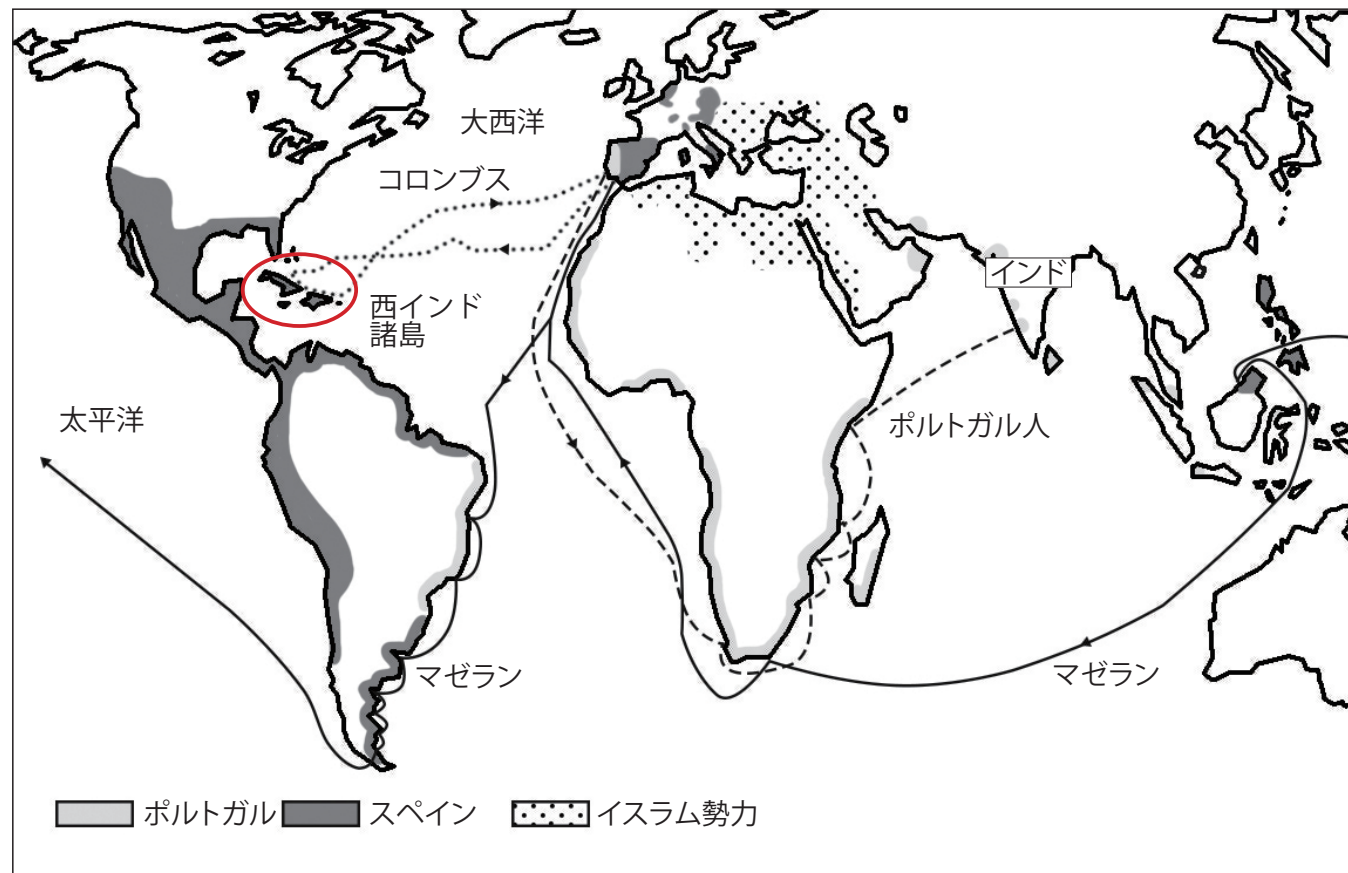 大西洋
コロンブス
インド
西インド
諸島
太平洋
ポルトガル人
マゼラン
マゼラン
ポルトガル
スペイン
イスラム勢力